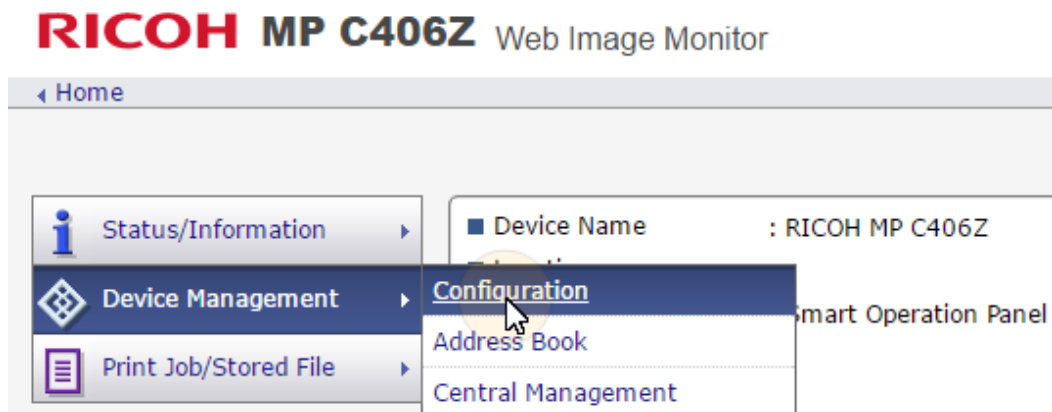 RICOH MP C406Z Web Image Monitor
Home
Status/Information
Device Name : RICOH MP C406Z
Device Management
Configuration
Smart Operation Panel
Address Book
Print Job/Stored File
Central Management